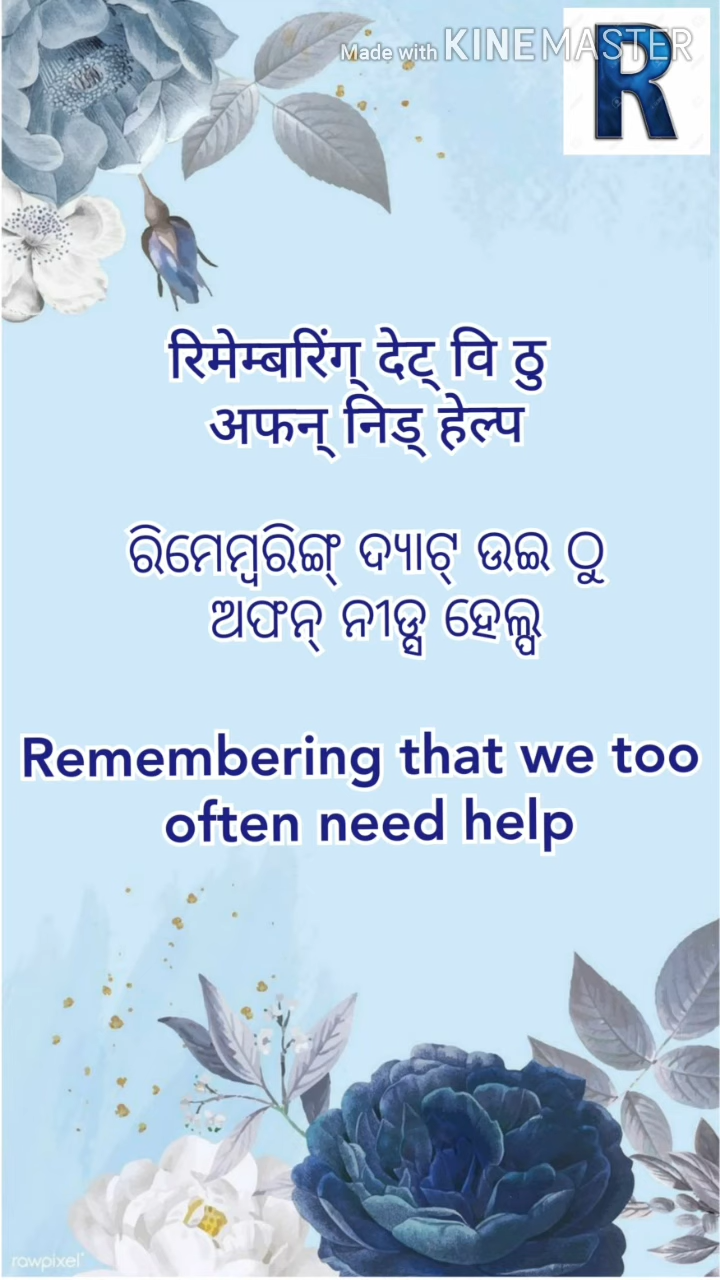 Made with KINEMASTER
R
रिमेम्बरिंग् देट् वि ठु
अफन् निड् हेल्प
ରିମେମ୍ବରିଙ୍ଗ୍ ଦ୍ୟାଟ୍ ଉଇ ଠୁ
ଅଫନ୍ ନୀଡ୍ସ ହେଲ୍ପ
Remembering that we too
often need help
rawpixel